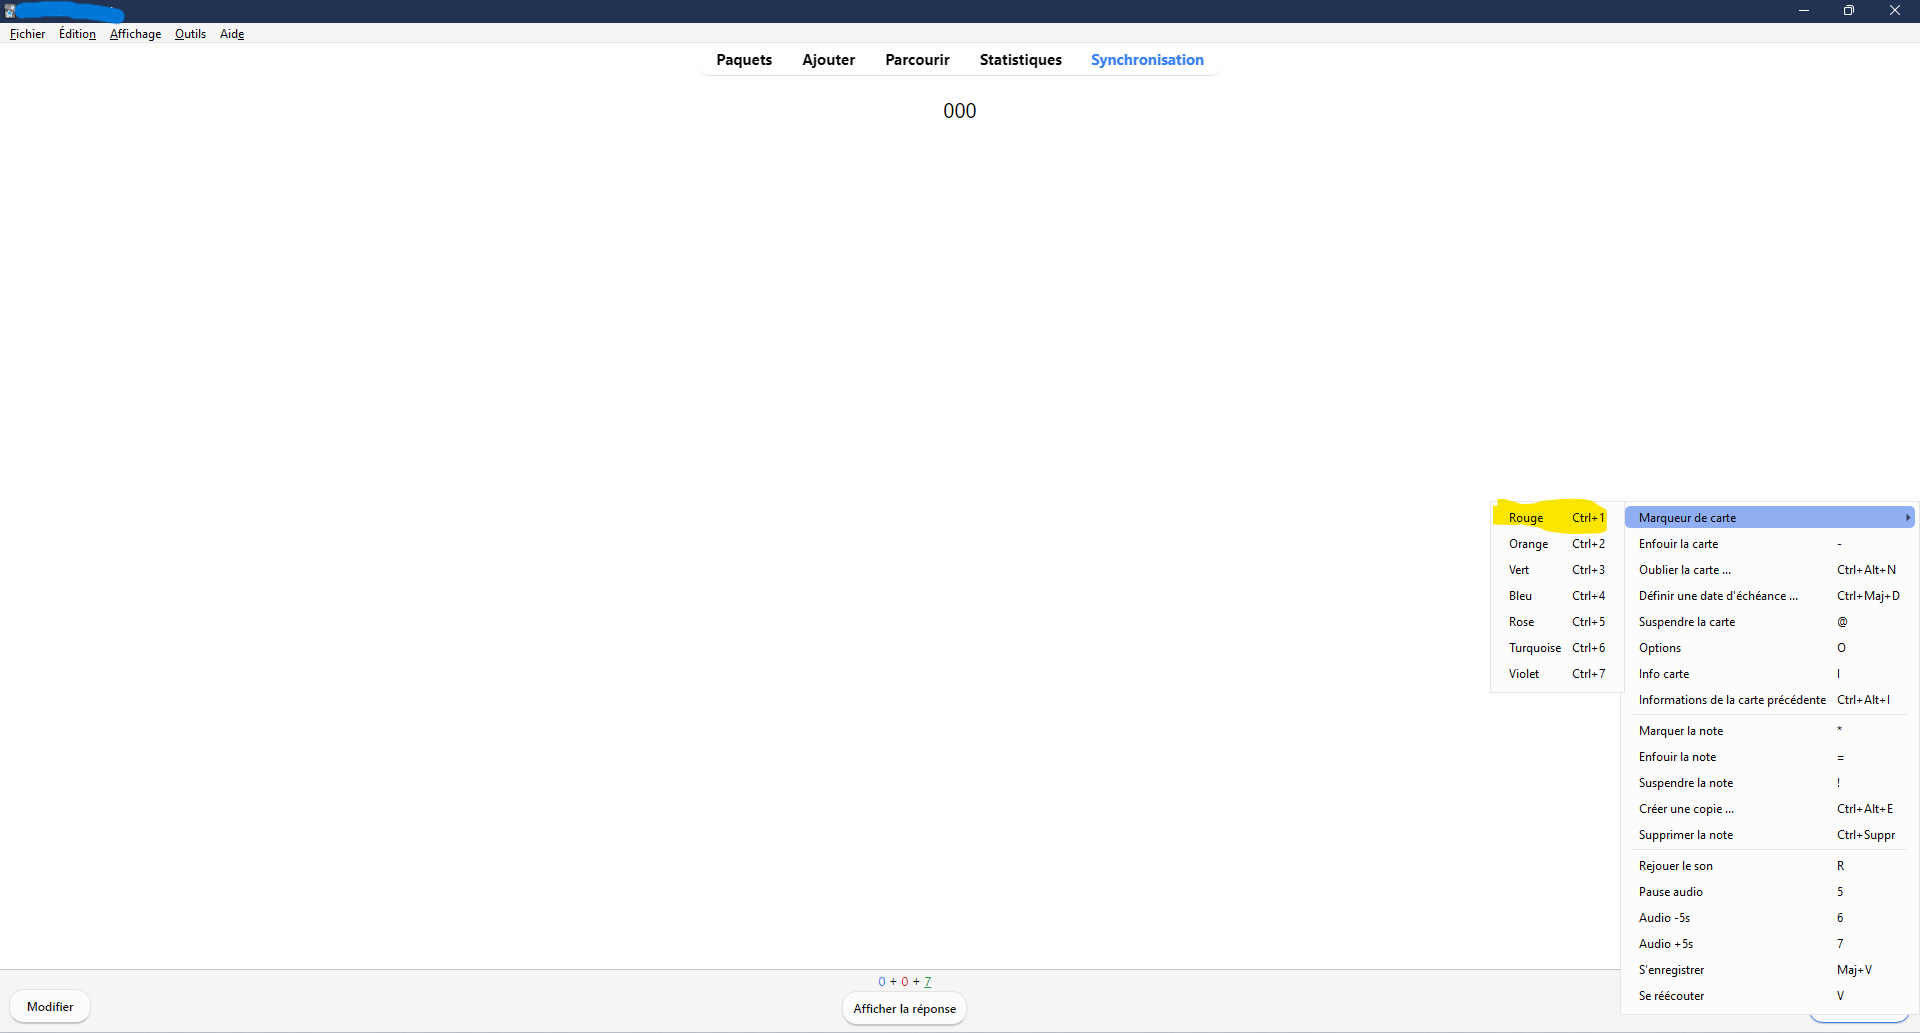 Fichier Édition Affichage Outils Aide
Paquets Ajouter Parcourir Statistiques Synchronisation
000
Rouge Ctrl+1
Orange Ctrl+2
Vert Ctrl+3
Bleu Ctrl+4
Rose Ctrl+5
Turquoise Ctrl+6
Violet Ctrl+7
Marqueur de carte
Enfouir la carte -
Oublier la carte ... Ctrl+Alt+N
Définir une date d'échéance ... Ctrl+Maj+D
Suspendre la carte @
Options O
Info carte I
Informations de la carte précédente Ctrl+Alt+I
Marquer la note *
Enfouir la note =
Suspendre la note !
Créer une copie ... Ctrl+Alt+E
Supprimer la note Ctrl+Suppr
Rejouer le son R
Pause audio 5
Audio -5s 6
Audio +5s 7
S'enregistrer Maj+V
Se réécouter V
0 + 0 + 7
Modifier
Afficher la réponse